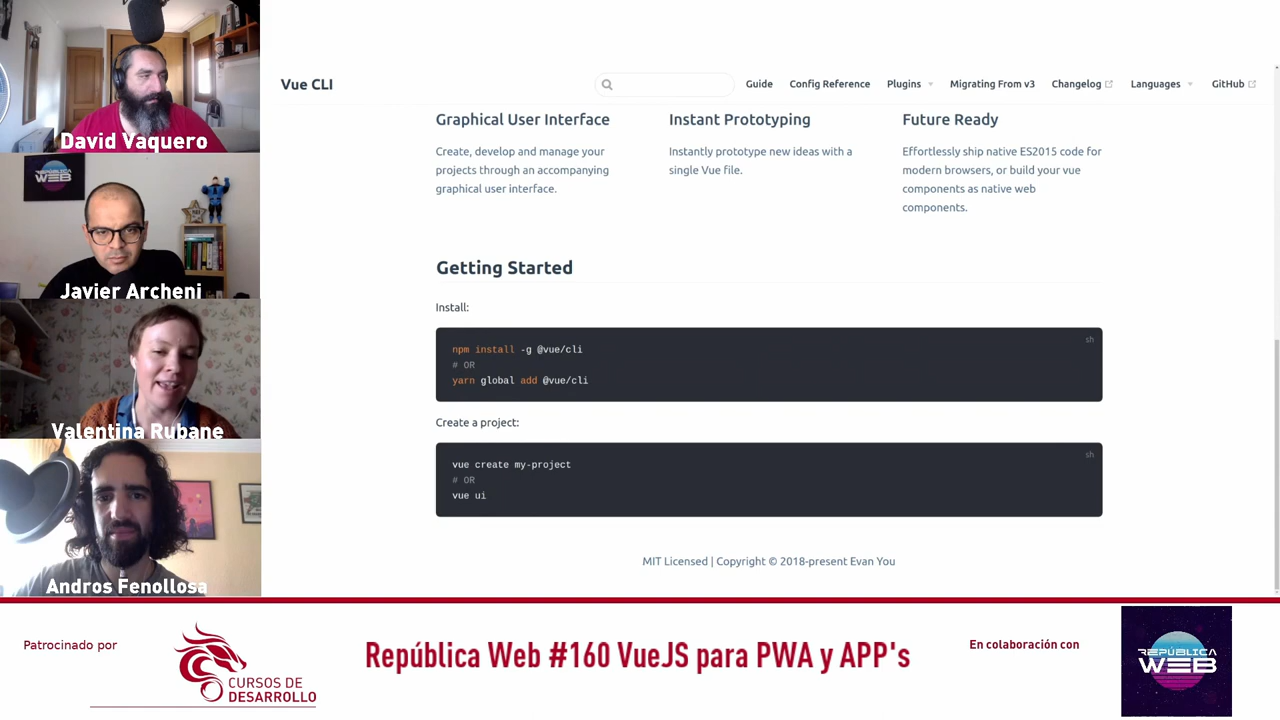 David Vaquero
REPÚBLICA
WEB
Javier Archeni
Valentina Rubane
Andros Fenollosa
Vue CLI
Guide
Config Reference
Plugins
Migrating From v3
Changelog
Languages
GitHub
Graphical User Interface
Create, develop and manage your
projects through an accompanying
graphical user interface.
Instant Prototyping
Instantly prototype new ideas with a
single Vue file.
Future Ready
Effortlessly ship native ES2015 code for
modern browsers, or build your vue
components as native web
components.
Getting Started
Install:
sh
npm install -g @vue/cli
# OR
yarn global add @vue/cli
Create a project:
sh
vue create my-project
# OR
vue ui
MIT Licensed | Copyright © 2018-present Evan You
Patrocinado por
CURSOS DE
DESARROLLO
República Web #160 VueJS para PWA y APP's
En colaboración con
REPÚBLICA
WEB